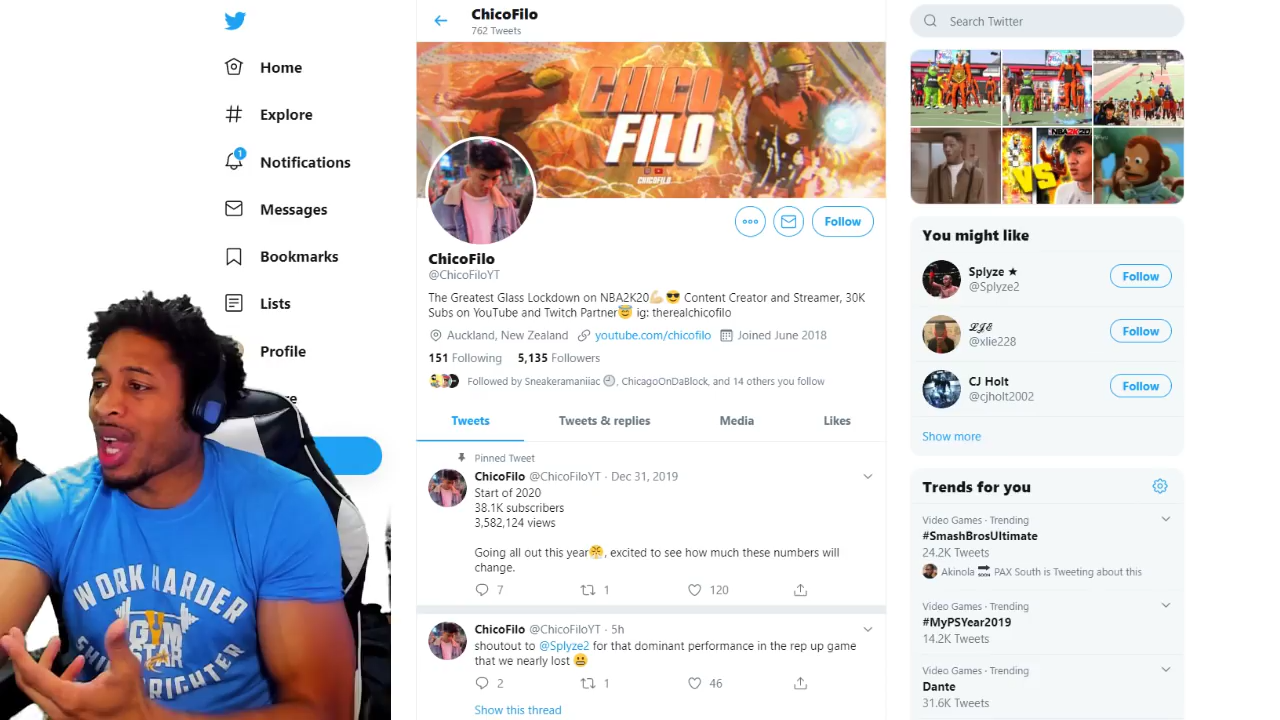 Home
Explore
1
Notifications
Messages
Bookmarks
Lists
Profile
WORK HARDER
GYM
STAR
ChicoFilo
762 Tweets
CHICO
FILO
CHICOFILO
Follow
ChicoFilo
@ChicoFiloYT
The Greatest Glass Lockdown on NBA2K20💪😎 Content Creator and Streamer, 30K
Subs on YouTube and Twitch Partner😇 ig: therealchicofilo
Auckland, New Zealand youtube.com/chicofilo Joined June 2018
151 Following 5,135 Followers
Followed by Sneakeramaniiac 🕘, ChicagoOnDaBlock, and 14 others you follow
Tweets Tweets & replies Media Likes
Pinned Tweet
ChicoFilo @ChicoFiloYT · Dec 31, 2019
Start of 2020
38.1K subscribers
3,582,124 views
Going all out this year😤, excited to see how much these numbers will
change.
7 1 120
ChicoFilo @ChicoFiloYT · 5h
shoutout to @Splyze2 for that dominant performance in the rep up game
that we nearly lost 😬
2 1 46
Show this thread
Search Twitter
VS
NBA2K20
You might like
Splyze ★
@Splyze2
Follow
𝓛𝓙𝓔
@xlie228
Follow
CJ Holt
@cjholt2002
Follow
Show more
Trends for you
Video Games · Trending
#SmashBrosUltimate
24.2K Tweets
Akinola 🔜 PAX South is Tweeting about this
Video Games · Trending
#MyPSYear2019
14.2K Tweets
Video Games · Trending
Dante
31.6K Tweets